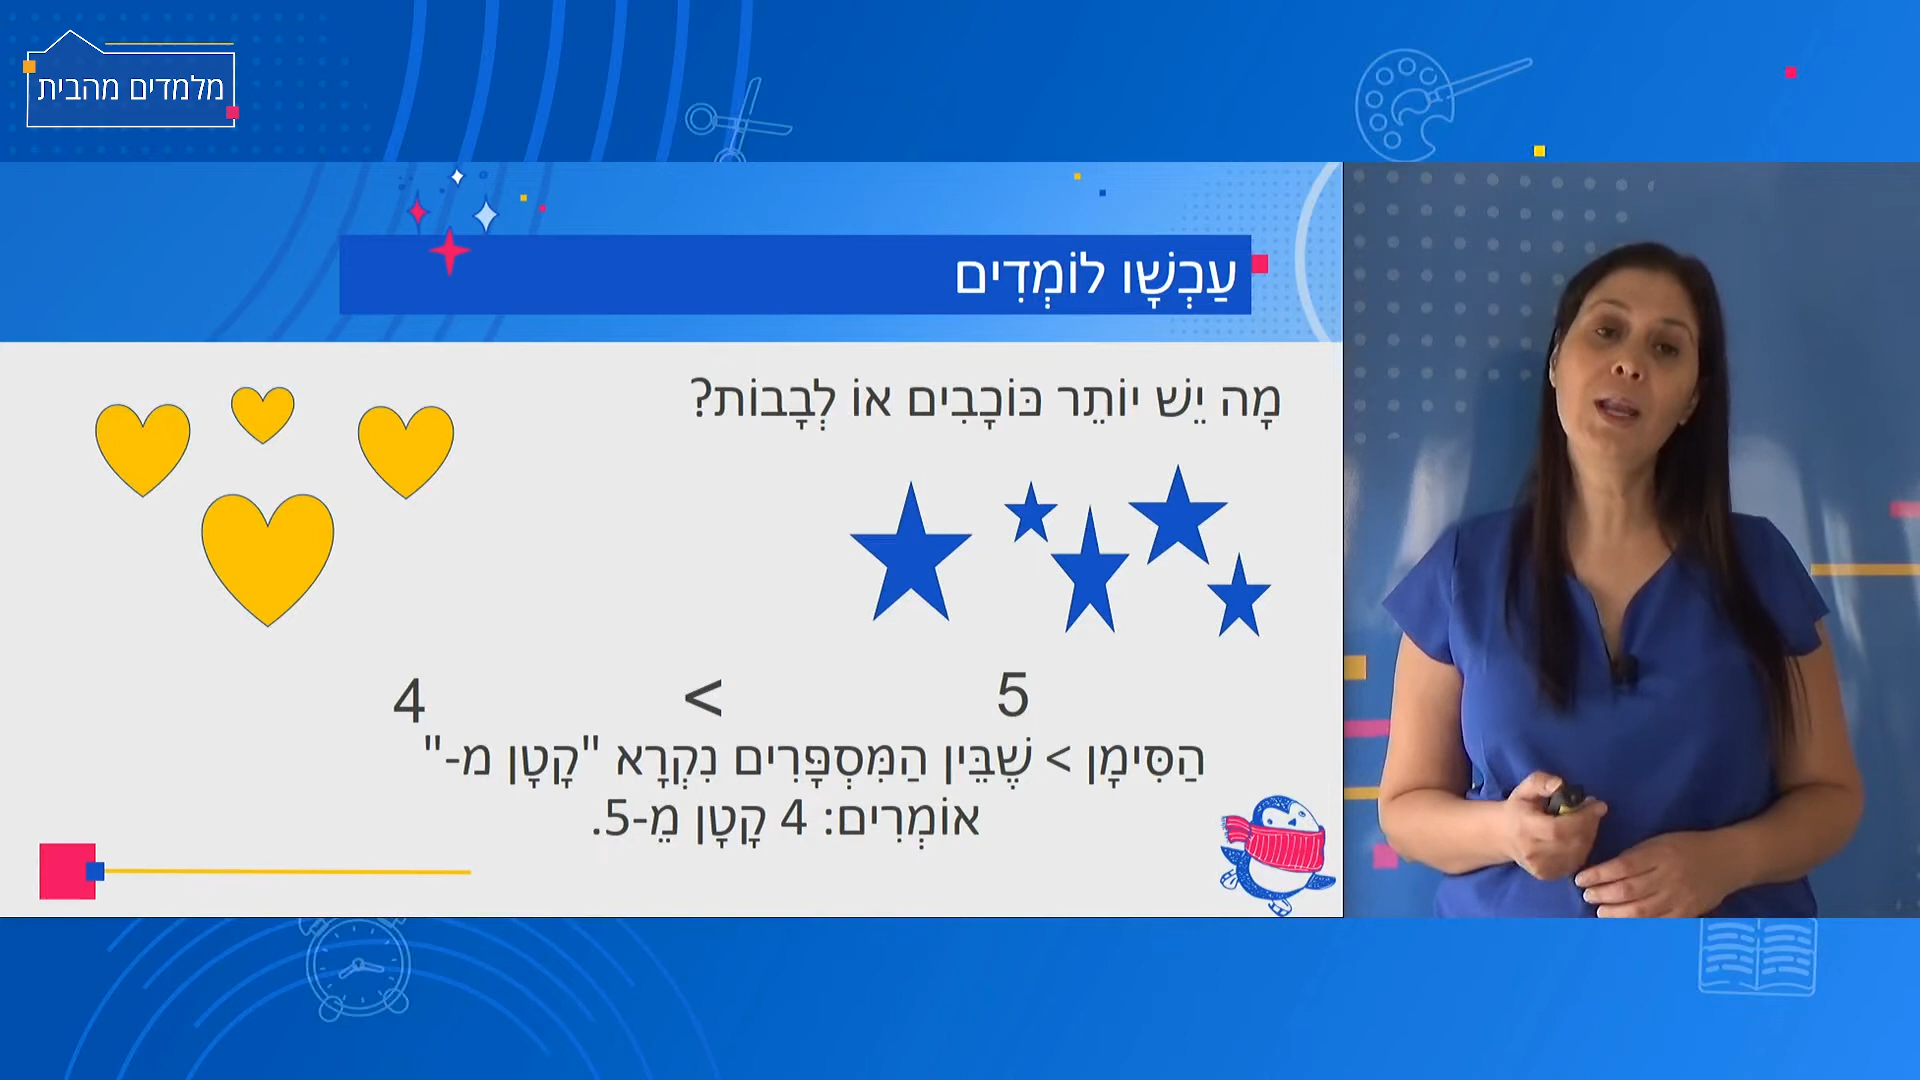 מלמדים מהבית
עַכְשָׁו לוֹמְדִים
מָה יֵשׁ יוֹתֵר כּוֹכָבִים אוֹ לְבָבוֹת?
4 < 5
הַסִּימָן < שֶׁבֵּין הַמִּסְפָּרִים נִקְרָא "קָטָן מ-"
אוֹמְרִים: 4 קָטָן מֵ-5.